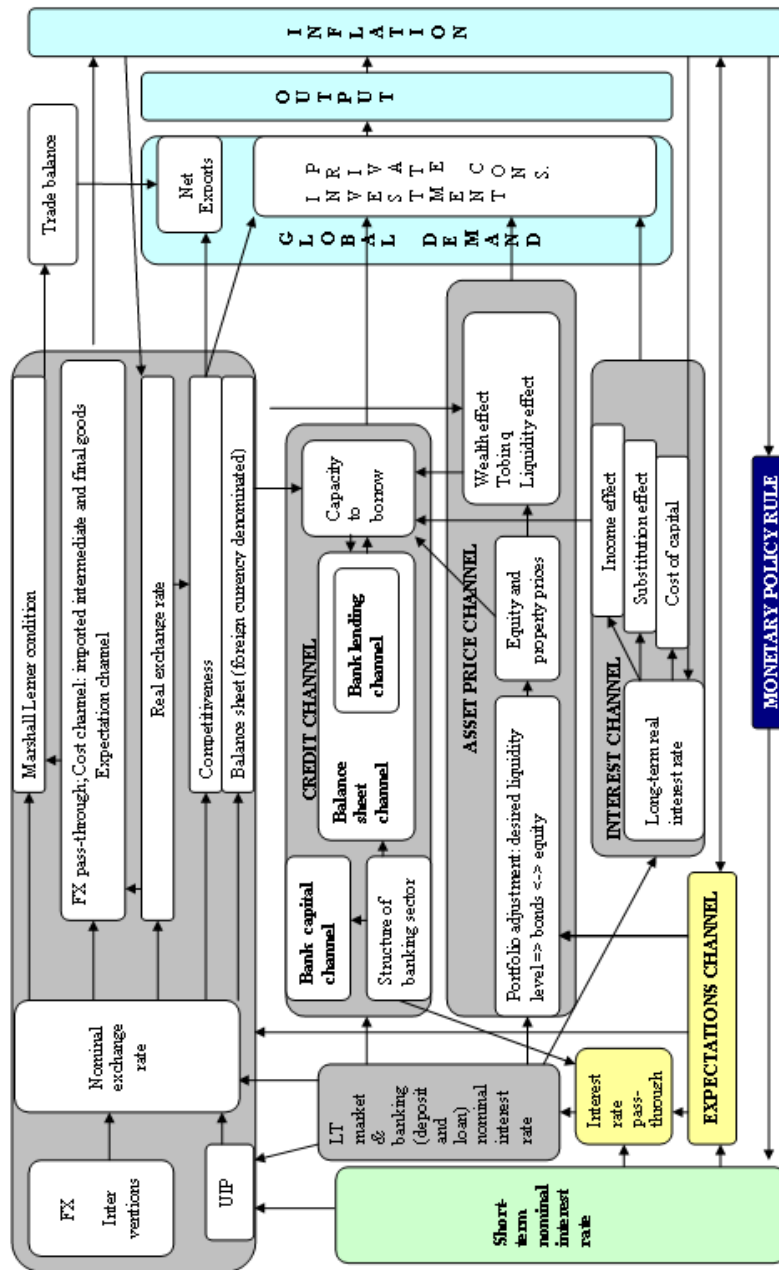 FX
Inter
ventions
UIP
Nominal
exchange
rate
Marshall Lerner condition
FX pass-through; Cost channel: imported intermediate and final goods
Expectation channel
Real exchange rate
Competitiveness
Balance sheet (foreign currency denominated)
Trade balance
Net
Exports
GLOBAL DEMAND
I P
N R
V I
E V
S A
T T
M E
E
N C
T O
N
S.
OUTPUT
INFLATION
CREDIT CHANNEL
Bank capital
channel
Structure of
banking sector
Balance
sheet
channel
Bank lending
channel
Capacity
to
borrow
LT
market
&
banking
(deposit
and
loan)
nominal
interest
rate
ASSET PRICE CHANNEL
Portfolio adjustment: desired liquidity
level=> bonds <-> equity
Equity and
property prices
Wealth effect
Tobin q
Liquidity effect
INTEREST CHANNEL
Long-term real
interest rate
Income effect
Substitution effect
Cost of capital
Interest
rate
pass-
through
EXPECTATIONS CHANNEL
Short-
term
nominal
interest
rate
MONETARY POLICY RULE